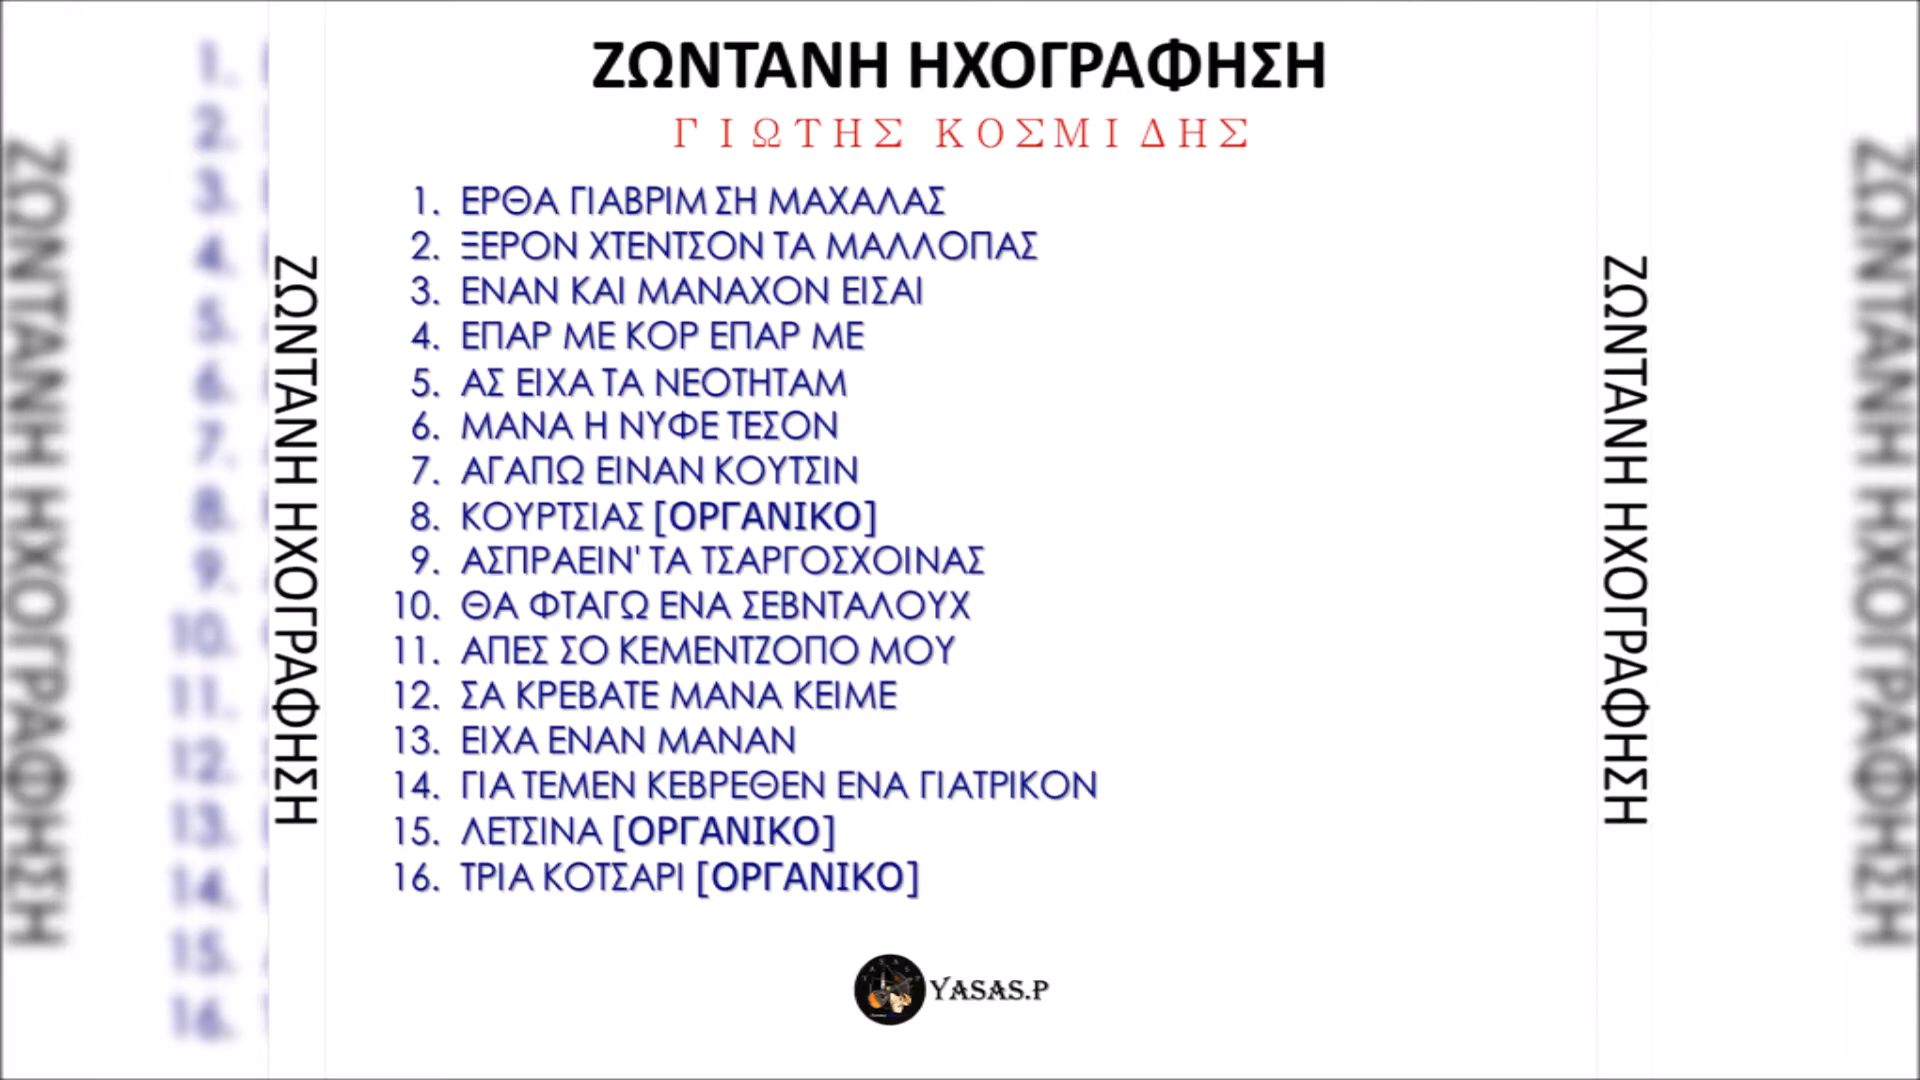 ΖΩΝΤΑΝΗ ΗΧΟΓΡΑΦΗΣΗ
ΓΙΩΤΗΣ ΚΟΣΜΙΔΗΣ
1. ΕΡΘΑ ΓΙΑΒΡΙΜ ΣΗ ΜΑΧΑΛΑΣ
2. ΞΕΡΟΝ ΧΤΕΝΤΣΟΝ ΤΑ ΜΑΛΛΟΠΑΣ
3. ΕΝΑΝ ΚΑΙ ΜΑΝΑΧΟΝ ΕΙΣΑΙ
4. ΕΠΑΡ ΜΕ ΚΟΡ ΕΠΑΡ ΜΕ
5. ΑΣ ΕΙΧΑ ΤΑ ΝΕΟΤΗΤΑΜ
6. ΜΑΝΑ Η ΝΥΦΕ ΤΕΣΟΝ
7. ΑΓΑΠΩ ΕΙΝΑΝ ΚΟΥΤΣΙΝ
8. ΚΟΥΡΤΣΙΑΣ [ΟΡΓΑΝΙΚΟ]
9. ΑΣΠΡΑΕΙΝ' ΤΑ ΤΣΑΡΓΟΣΧΟΙΝΑΣ
10. ΘΑ ΦΤΑΓΩ ΕΝΑ ΣΕΒΝΤΑΛΟΥΧ
11. ΑΠΕΣ ΣΟ ΚΕΜΕΝΤΖΟΠΟ ΜΟΥ
12. ΣΑ ΚΡΕΒΑΤΕ ΜΑΝΑ ΚΕΙΜΕ
13. ΕΙΧΑ ΕΝΑΝ ΜΑΝΑΝ
14. ΓΙΑ ΤΕΜΕΝ ΚΕΒΡΕΘΕΝ ΕΝΑ ΓΙΑΤΡΙΚΟΝ
15. ΛΕΤΣΙΝΑ [ΟΡΓΑΝΙΚΟ]
16. ΤΡΙΑ ΚΟΤΣΑΡΙ [ΟΡΓΑΝΙΚΟ]
YASAS.P
ΖΩΝΤΑΝΗ ΗΧΟΓΡΑΦΗΣΗ
ΖΩΝΤΑΝΗ ΗΧΟΓΡΑΦΗΣΗ
ΖΩΝΤΑΝΗ ΗΧΟΓΡΑΦΗΣΗ
ΖΩΝΤΑΝΗ ΗΧΟΓΡΑΦΗΣΗ